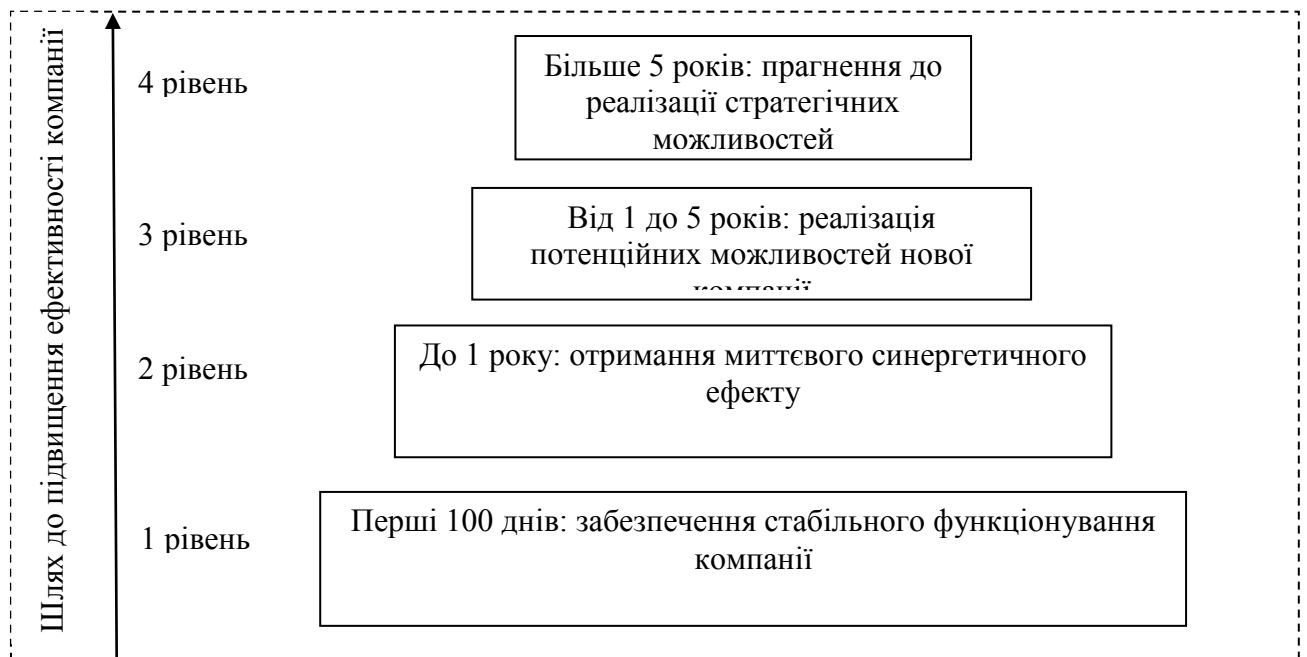 Шлях до підвищення ефективності компанії
4 рівень
Більше 5 років: прагнення до
реалізації стратегічних
можливостей
3 рівень
Від 1 до 5 років: реалізація
потенційних можливостей нової
компанії
2 рівень
До 1 року: отримання миттєвого синергетичного
ефекту
1 рівень
Перші 100 днів: забезпечення стабільного функціонування
компанії